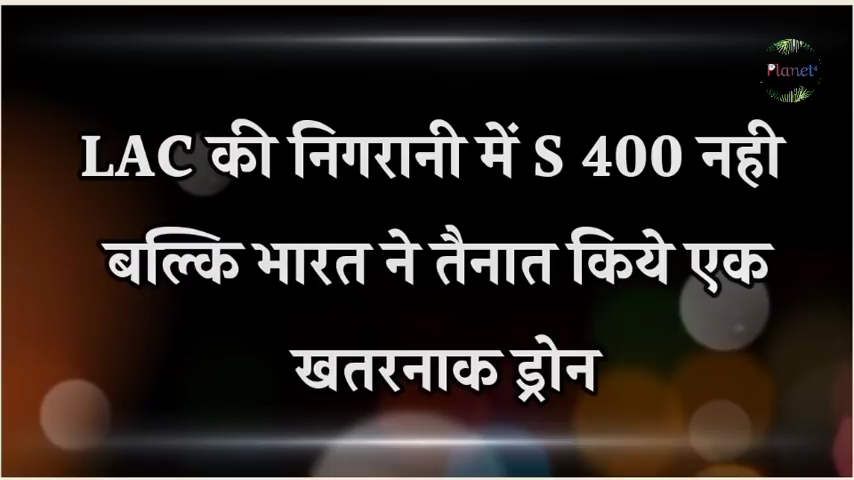 Planet
LAC की निगरानी में S 400 नही
बल्कि भारत ने तैनात किये एक
खतरनाक ड्रोन